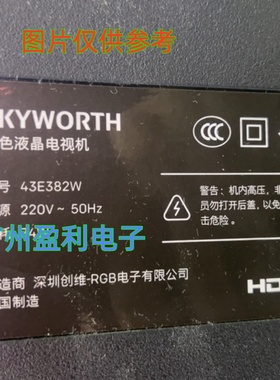 图片仅供参考
KYWORTH
色液晶电视机
号 43E382W
源 220V~ 50Hz
州盈利电子
警告：机内高压，非
员勿打开后盖，以免
击危险。
造商 深圳创维-RGB电子有限公司
国制造
HD